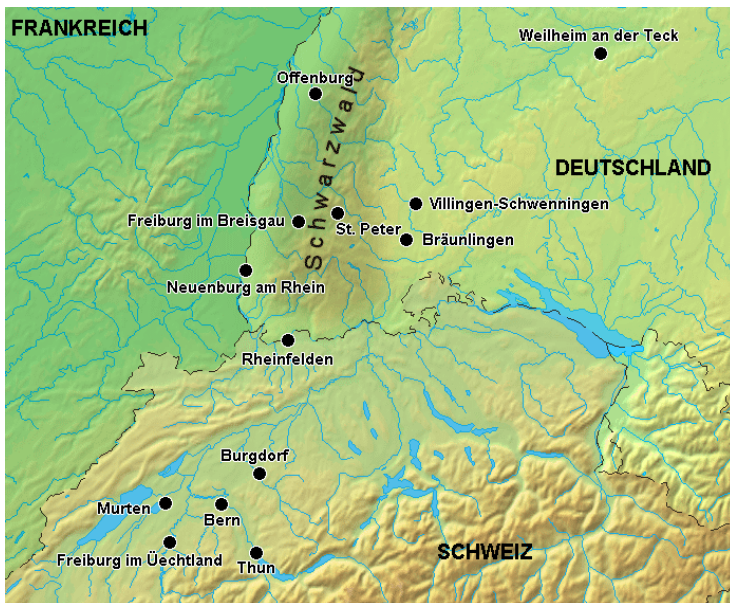 FRANKREICH
Weilheim an der Teck
Offenburg
Schwarzwald
DEUTSCHLAND
Villingen-Schwenningen
Freiburg im Breisgau
St. Peter
Bräunlingen
Neuenburg am Rhein
Rheinfelden
Burgdorf
Murten
Bern
Freiburg im Üechtland
Thun
SCHWEIZ